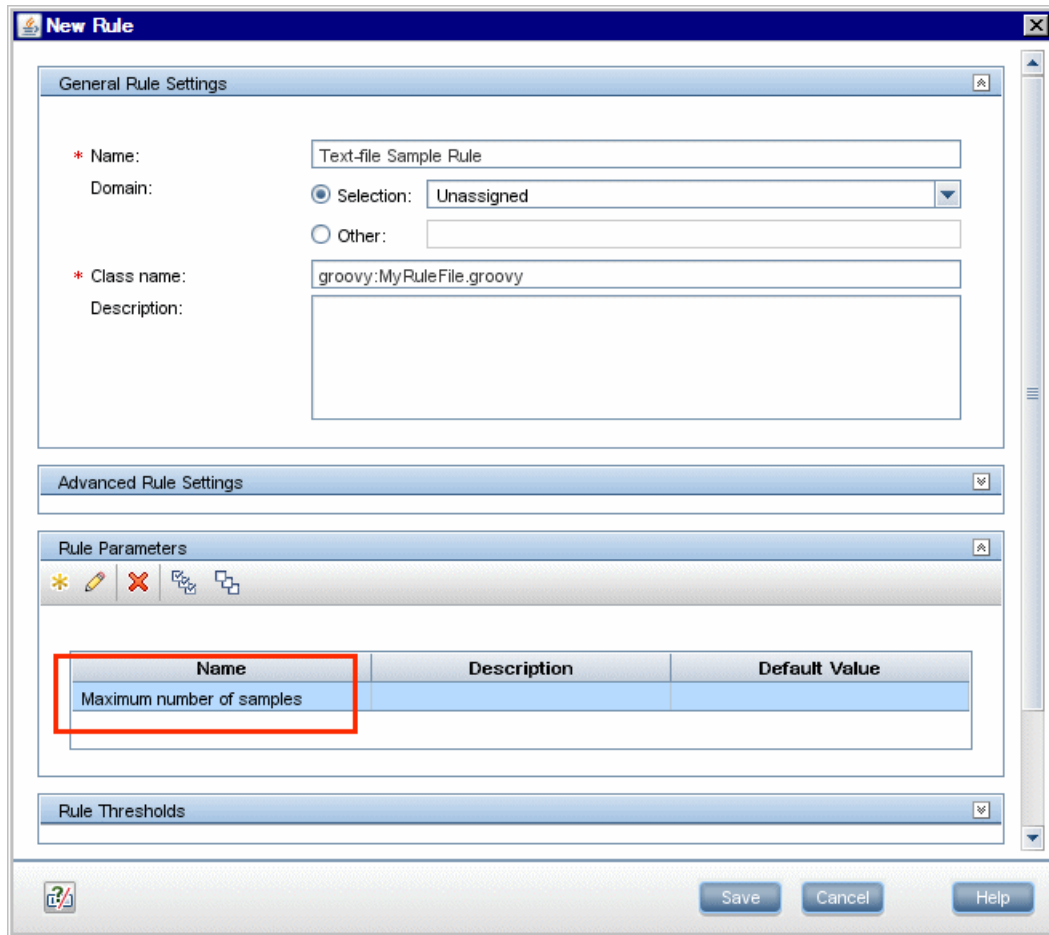 New Rule
General Rule Settings
* Name: Text-file Sample Rule
Domain: Selection: Unassigned
Other:
* Class name: groovy:MyRuleFile.groovy
Description:
Advanced Rule Settings
Rule Parameters
Name Description Default Value
Maximum number of samples
Rule Thresholds
Save Cancel Help